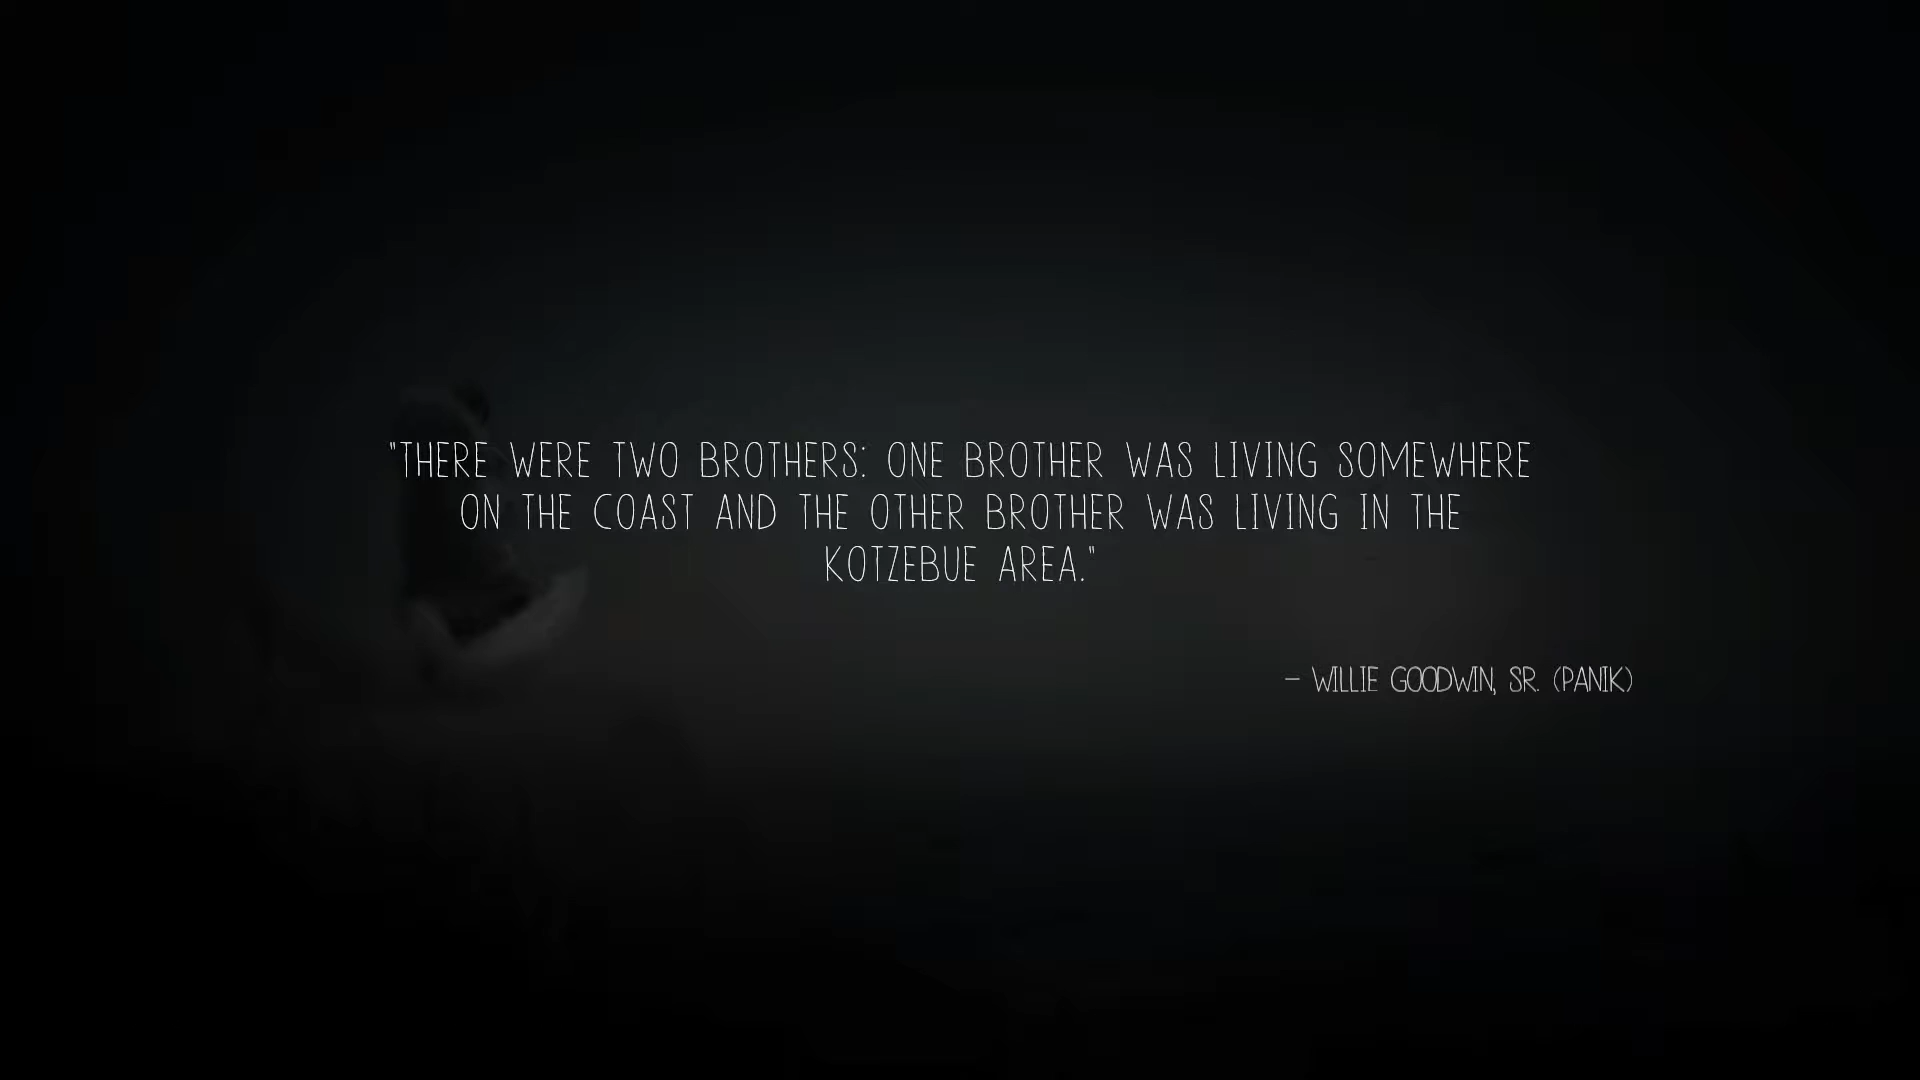 "THERE WERE TWO BROTHERS: ONE BROTHER WAS LIVING SOMEWHERE
ON THE COAST AND THE OTHER BROTHER WAS LIVING IN THE
KOTZEBUE AREA."
– WILLIE GOODWIN, SR. (PANIK)